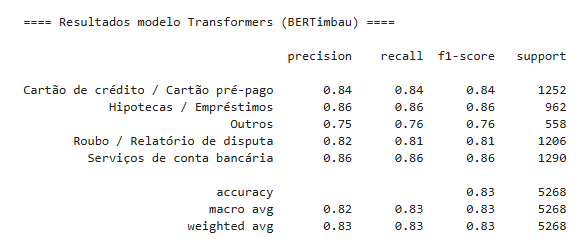 ==== Resultados modelo Transformers (BERTimbau) ====
precision recall f1-score support
Cartão de crédito / Cartão pré-pago 0.84 0.84 0.84 1252
Hipotecas / Empréstimos 0.86 0.86 0.86 962
Outros 0.75 0.76 0.76 558
Roubo / Relatório de disputa 0.82 0.81 0.81 1206
Serviços de conta bancária 0.86 0.86 0.86 1290
accuracy 0.83 5268
macro avg 0.82 0.83 0.83 5268
weighted avg 0.83 0.83 0.83 5268